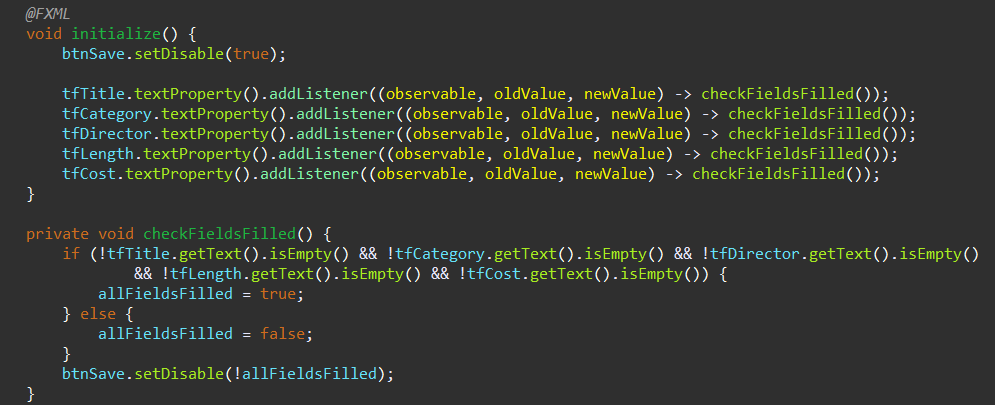 @FXML
void initialize() {
btnSave.setDisable(true);
tfTitle.textProperty().addListener((observable, oldValue, newValue) -> checkFieldsFilled());
tfCategory.textProperty().addListener((observable, oldValue, newValue) -> checkFieldsFilled());
tfDirector.textProperty().addListener((observable, oldValue, newValue) -> checkFieldsFilled());
tfLength.textProperty().addListener((observable, oldValue, newValue) -> checkFieldsFilled());
tfCost.textProperty().addListener((observable, oldValue, newValue) -> checkFieldsFilled());
}
private void checkFieldsFilled() {
if (!tfTitle.getText().isEmpty() && !tfCategory.getText().isEmpty() && !tfDirector.getText().isEmpty()
&& !tfLength.getText().isEmpty() && !tfCost.getText().isEmpty()) {
allFieldsFilled = true;
} else {
allFieldsFilled = false;
}
btnSave.setDisable(!allFieldsFilled);
}